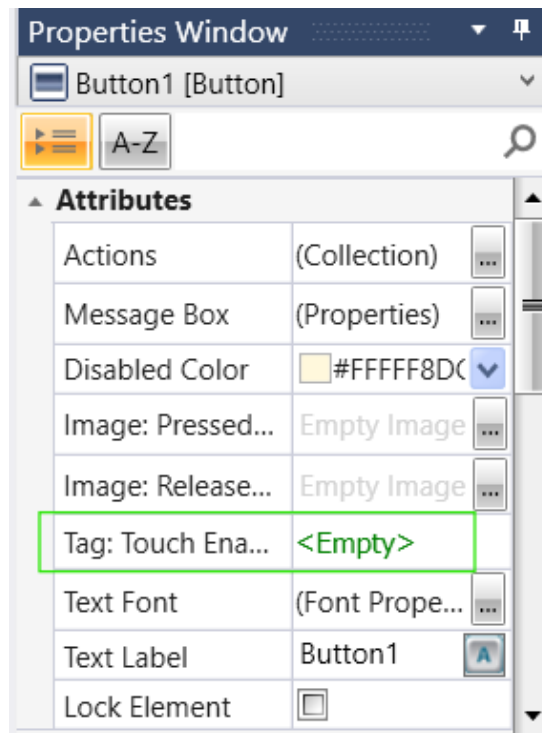 Properties Window
Button1 [Button]
A-Z
Attributes
Actions (Collection) ...
Message Box (Properties) ...
Disabled Color #FFFFF8D
Image: Pressed... Empty Image ...
Image: Release... Empty Image ...
Tag: Touch Ena... <Empty>
Text Font (Font Prope... ...
Text Label Button1 A
Lock Element